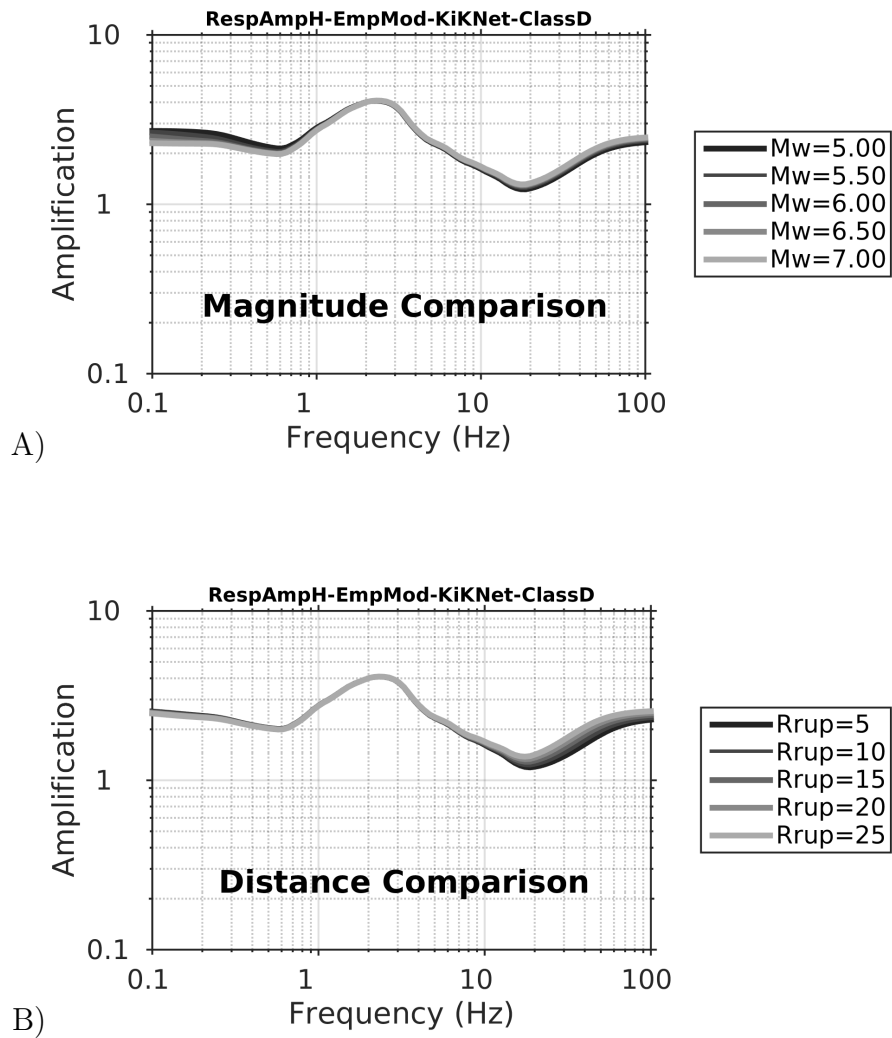 RespAmpH-EmpMod-KiKNet-ClassD
10
1
0.1
Amplification
Magnitude Comparison
0.1 1 10 100
Frequency (Hz)
Mw=5.00
Mw=5.50
Mw=6.00
Mw=6.50
Mw=7.00
A)
RespAmpH-EmpMod-KiKNet-ClassD
10
1
0.1
Amplification
Distance Comparison
0.1 1 10 100
Frequency (Hz)
Rrup=5
Rrup=10
Rrup=15
Rrup=20
Rrup=25
B)